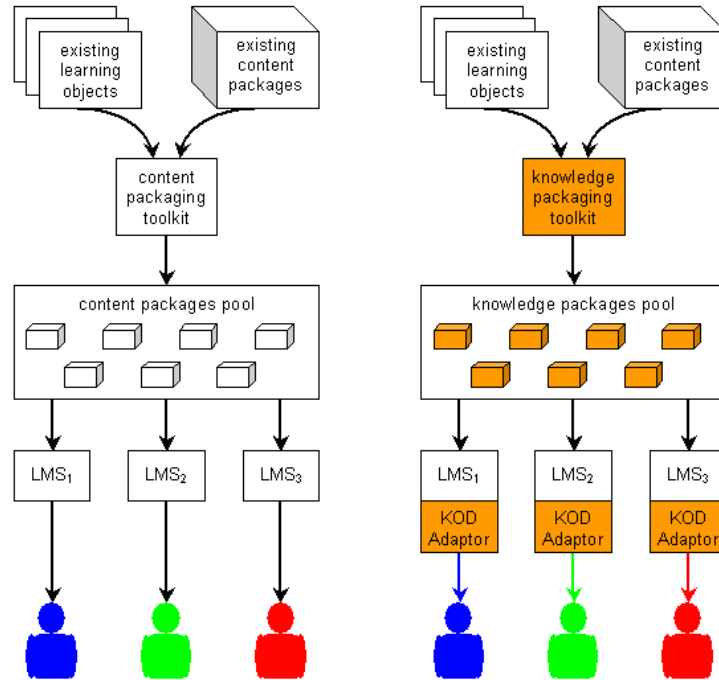 existing
learning
objects
existing
content
packages
existing
learning
objects
existing
content
packages
content
packaging
toolkit
knowledge
packaging
toolkit
content packages pool
knowledge packages pool
LMS₁
LMS₂
LMS₃
LMS₁
LMS₂
LMS₃
KOD
Adaptor
KOD
Adaptor
KOD
Adaptor